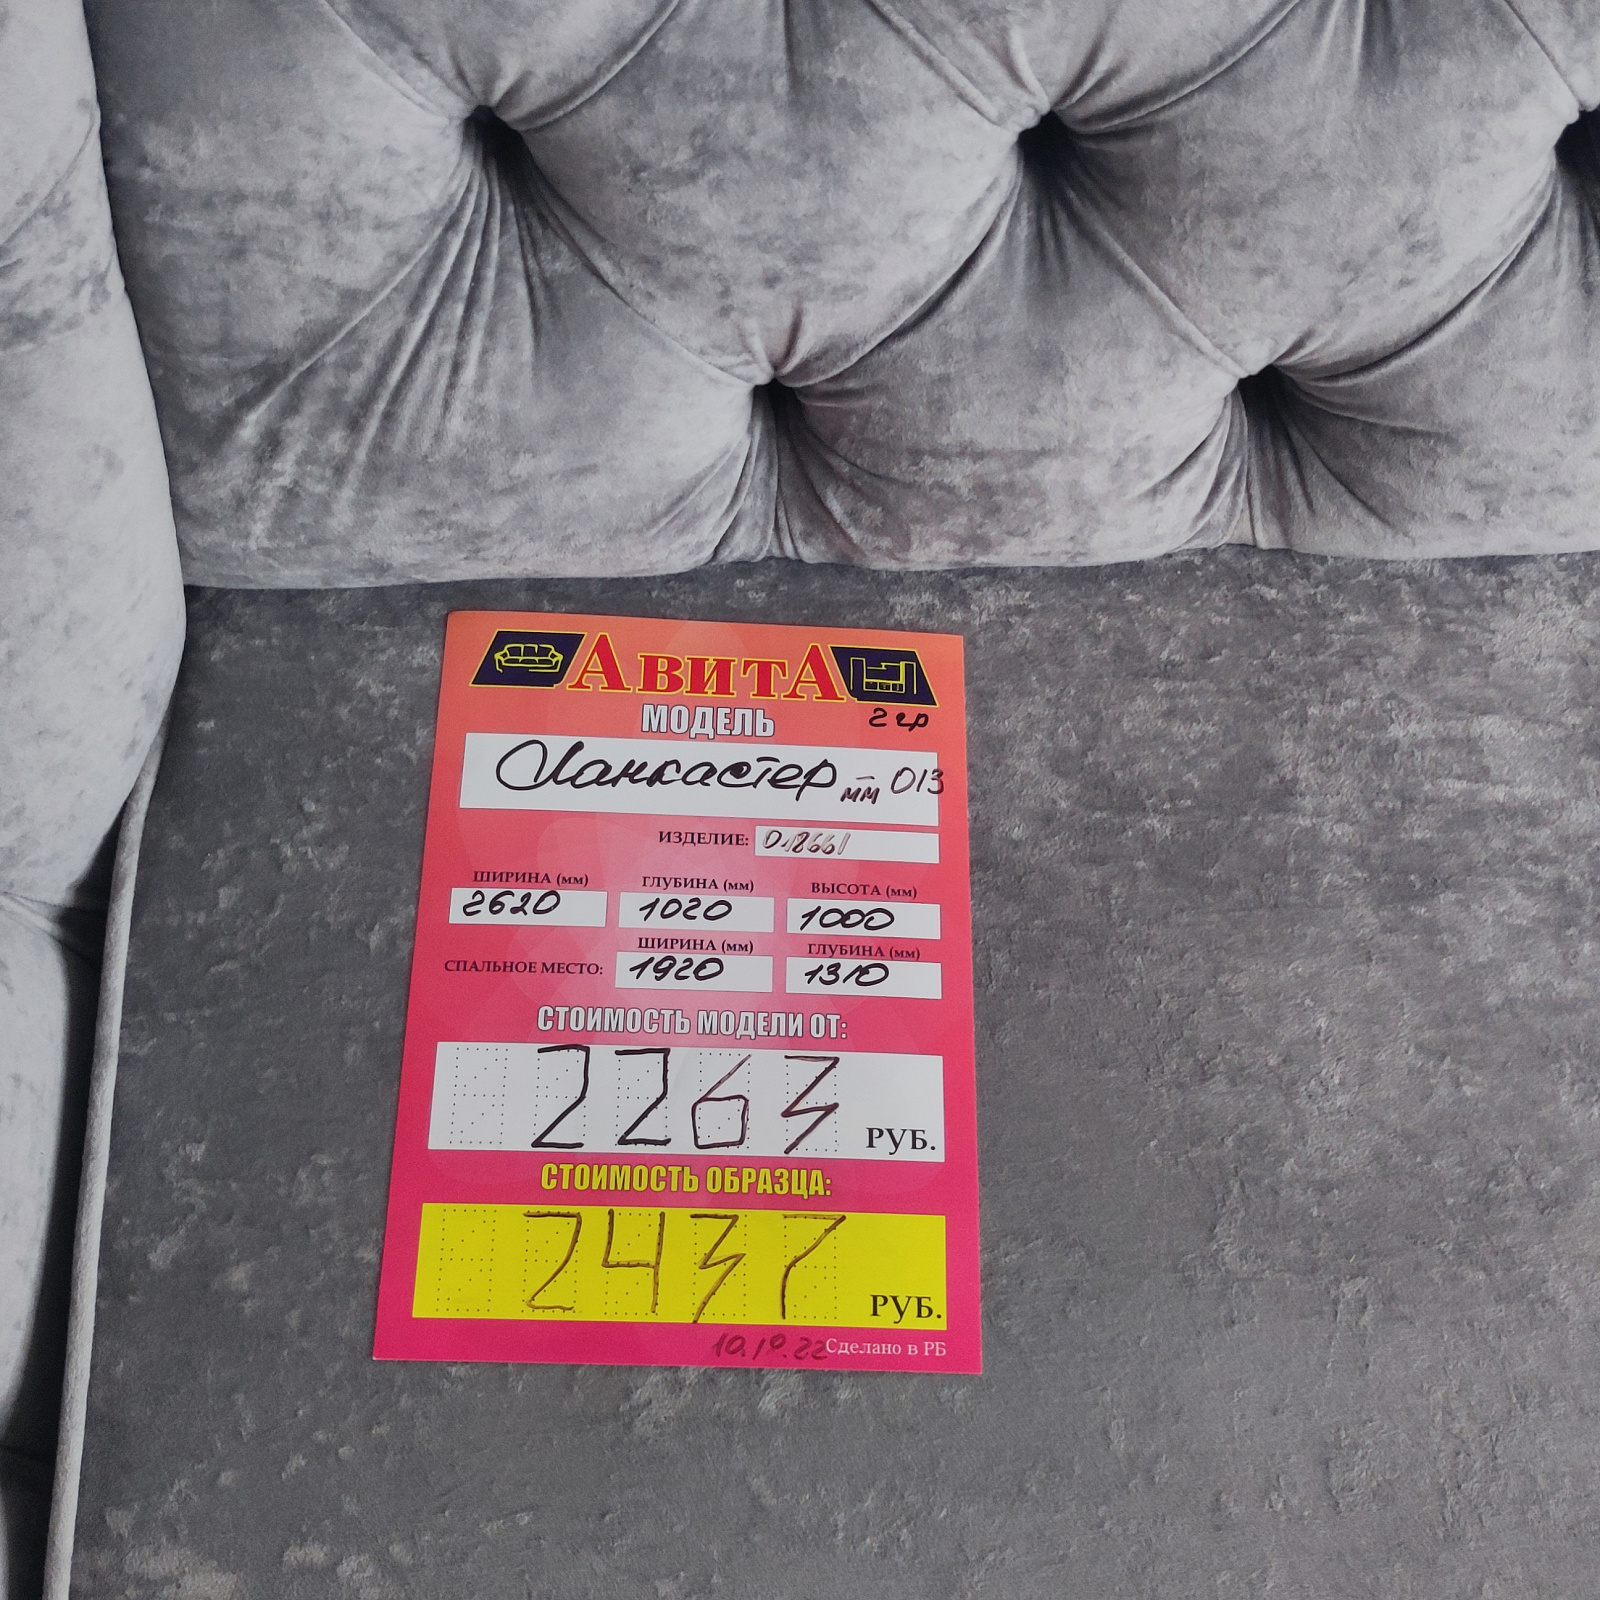 АвитА
МОДЕЛЬ 2 гр
Ланкастер мм - 013
ИЗДЕЛИЕ: 018661
ШИРИНА (мм) ГЛУБИНА (мм) ВЫСОТА (мм)
2620 1020 1000
ШИРИНА (мм) ГЛУБИНА (мм)
СПАЛЬНОЕ МЕСТО: 1920 1310
СТОИМОСТЬ МОДЕЛИ ОТ:
2263 РУБ.
СТОИМОСТЬ ОБРАЗЦА:
2437 РУБ.
10.10.22 Сделано в РБ